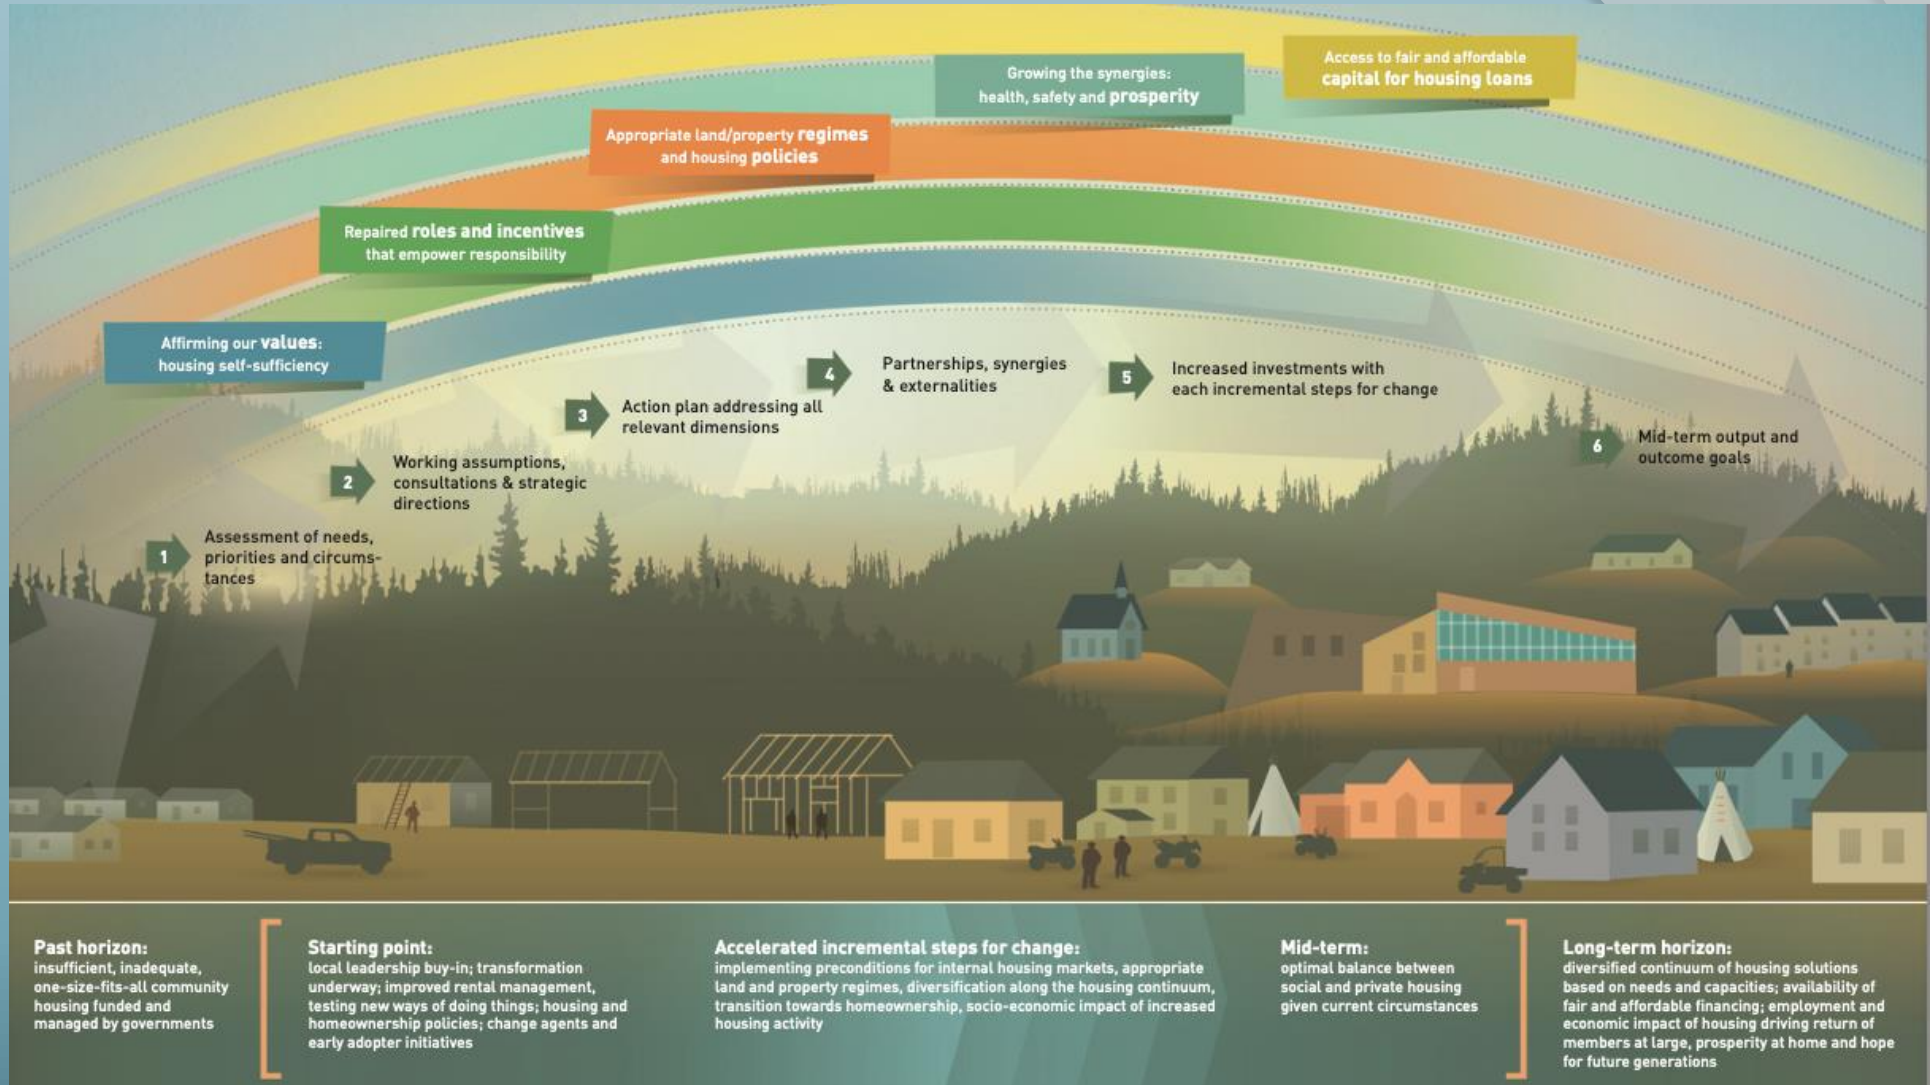 Access to fair and affordable
capital for housing loans
Growing the synergies:
health, safety and prosperity
Appropriate land/property regimes
and housing policies
Repaired roles and incentives
that empower responsibility
Affirming our values:
housing self-sufficiency
1
Assessment of needs,
priorities and circums-
tances
2
Working assumptions,
consultations & strategic
directions
3
Action plan addressing all
relevant dimensions
4
Partnerships, synergies
& externalities
5
Increased investments with
each incremental steps for change
6
Mid-term output and
outcome goals
Past horizon:
insufficient, inadequate,
one-size-fits-all community
housing funded and
managed by governments
Starting point:
local leadership buy-in; transformation
underway; improved rental management,
testing new ways of doing things; housing and
homeownership policies; change agents and
early adopter initiatives
Accelerated incremental steps for change:
implementing preconditions for internal housing markets, appropriate
land and property regimes, diversification along the housing continuum,
transition towards homeownership, socio-economic impact of increased
housing activity
Mid-term:
optimal balance between
social and private housing
given current circumstances
Long-term horizon:
diversified continuum of housing solutions
based on needs and capacities; availability of
fair and affordable financing; employment and
economic impact of housing driving return of
members at large, prosperity at home and hope
for future generations